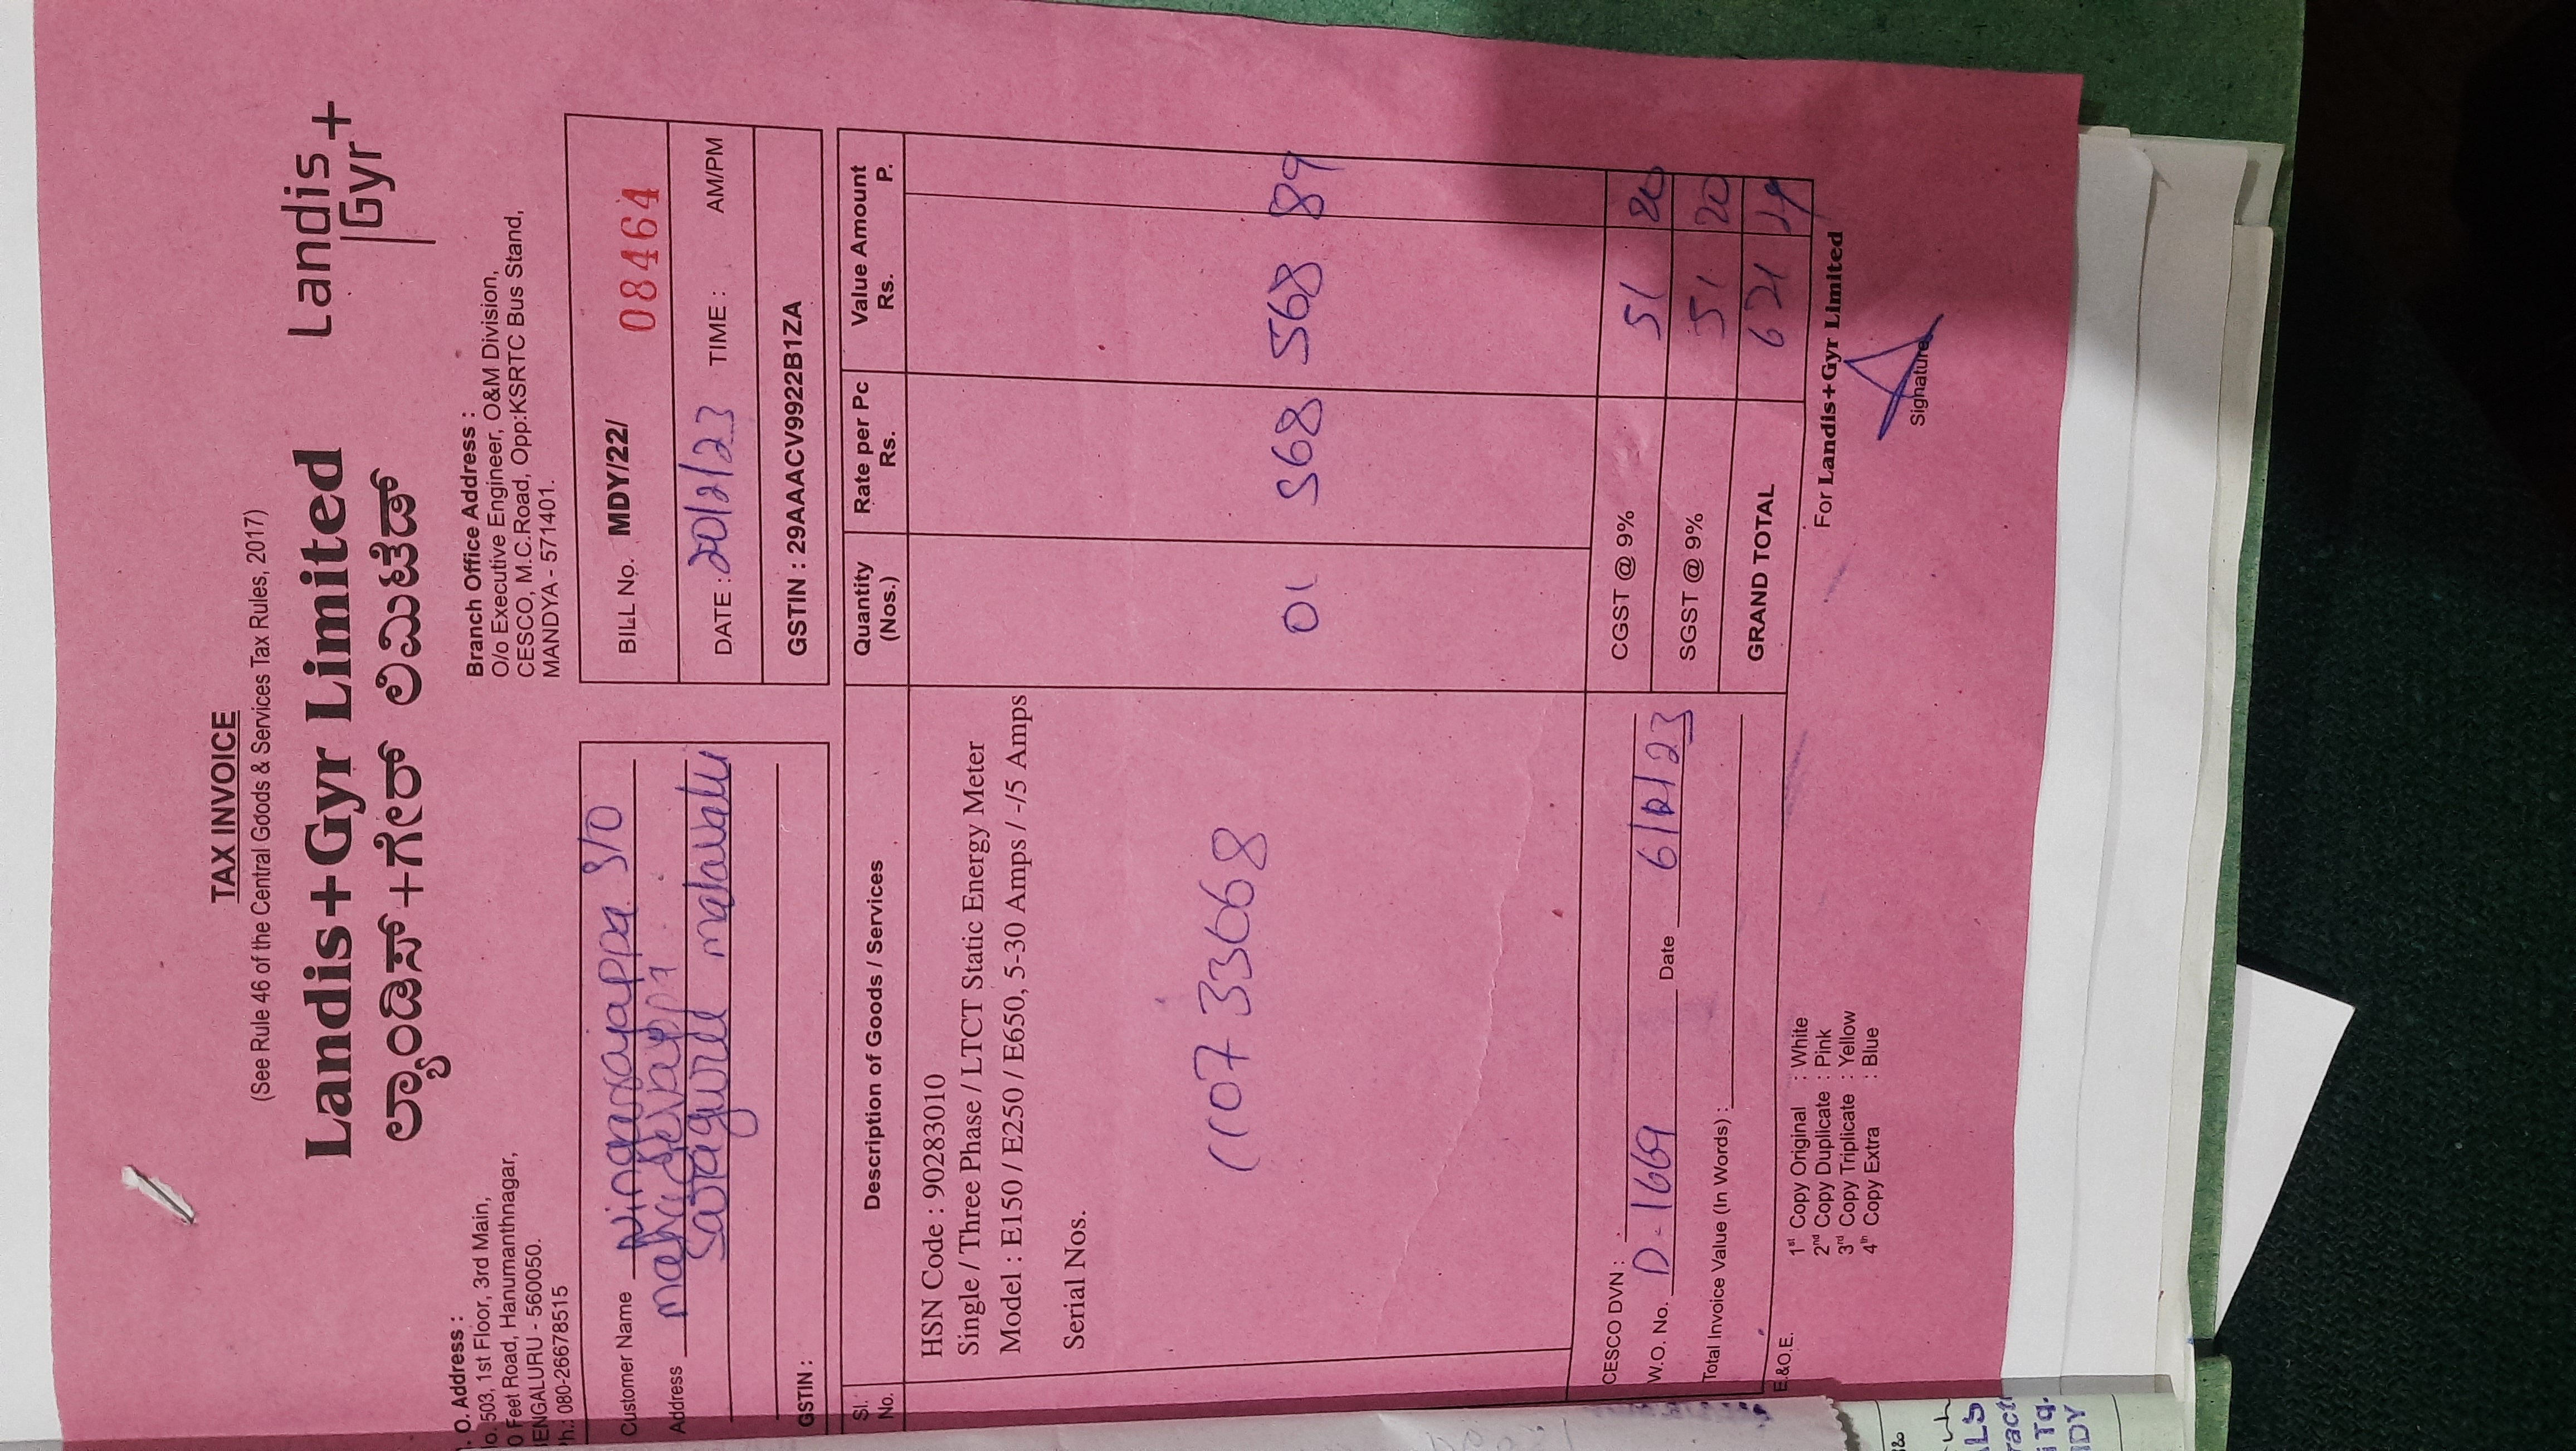 TAX INVOICE
(See Rule 46 of the Central Goods & Services Tax Rules, 2017)
Landis+Gyr Limited
ಲ್ಯಾಂಡಿಸ್+ಗೇರ್ ಲಿಮಿಟೆಡ್
Landis
Gyr
. O. Address :
o. 503, 1st Floor, 3rd Main,
0 Feet Road, Hanumanthnagar,
ENGALURU - 560050.
h.: 080-26678515
Branch Office Address :
O/o Executive Engineer, O&M Division,
CESCO, M.C.Road, Opp:KSRTC Bus Stand,
MANDYA - 571401.
Customer Name S/O
Address
malavalli
GSTIN :
BILL No. MDY/22/ 08464
DATE : 20/2/23 TIME : AM/PM
GSTIN : 29AAACV9922B1ZA
Sl. No. Description of Goods / Services Quantity (Nos.) Rate per Pc Rs. Value Amount Rs. P.
HSN Code : 90283010
Single / Three Phase / LTCT Static Energy Meter
Model : E150 / E250 / E650, 5-30 Amps / -/5 Amps
Serial Nos.
11073 3668 01 568 568 89
CESCO DVN :
W.O. No. D-1669 Date
Total Invoice Value (In Words) :
CGST @ 9% 51 20
SGST @ 9% 51 20
GRAND TOTAL 621
E.&O.E.
1st Copy Original : White
2nd Copy Duplicate : Pink
3rd Copy Triplicate : Yellow
4th Copy Extra : Blue
For Landis+Gyr Limited
Signature